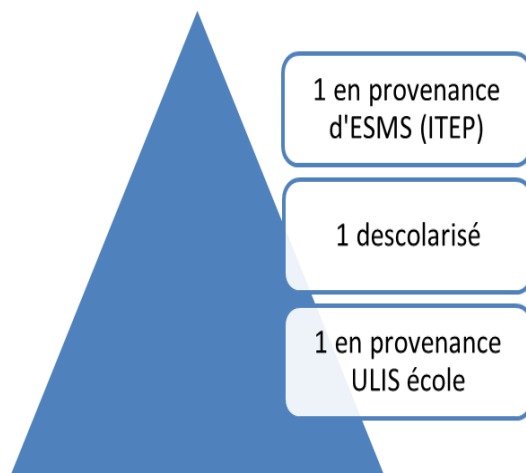 1 en provenance
d'ESMS (ITEP)
1 descolarisé
1 en provenance
ULIS école